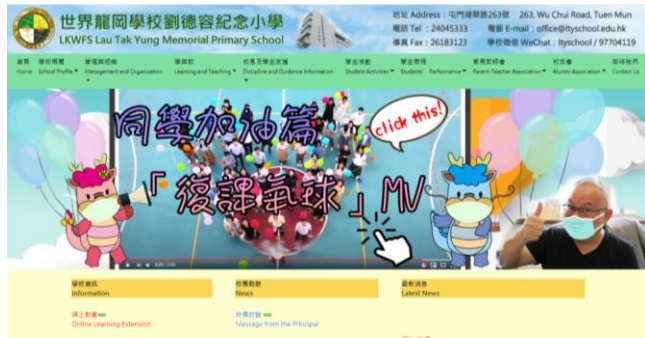 世界龍岡學校劉德容紀念小學
LKWFS Lau Tak Yung Memorial Primary School
地址 Address：屯門湖翠路263號 263, Wu Chui Road, Tuen Mun
電話 Tel：24045333 電郵 E-mail：office@ltyschool.edu.hk
傳真 Fax：26183123 學校微信 WeChat：ltyschool / 97704119
首頁 學校概覽 管理與組織 學與教 校風及學生支援 學生活動 學生表現 家長教師會 校友會 聯絡我們
Home School Profile Management and Organization Learning and Teaching Discipline and Guidance Information Student Activities Students' Performance Parent-Teacher Association Alumni Association Contact Us
同學加油篇
click this!
「復課氣球」MV
學校資訊
Information
校園動態
News
最新消息
Latest News
網上教養
Online Learning Extension
校長的話
Message from the Principal